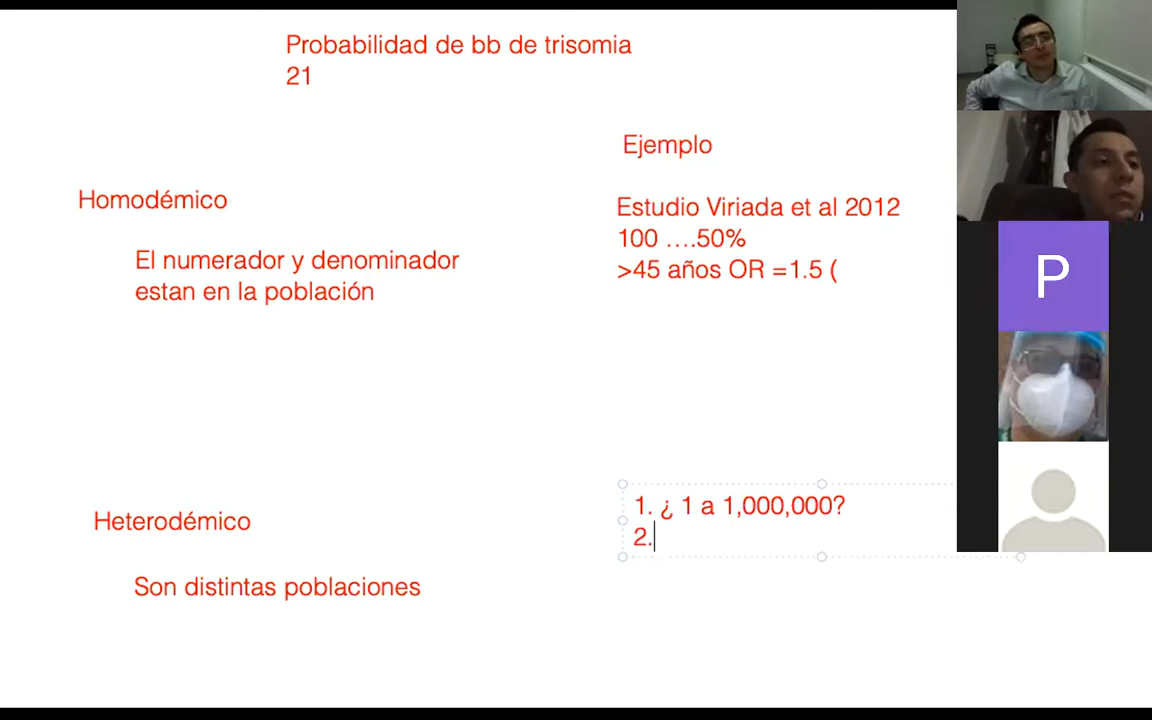 Probabilidad de bb de trisomia
21
Ejemplo
Homodémico
El numerador y denominador
estan en la población
Estudio Viriada et al 2012
100 ....50%
>45 años OR =1.5 (
Heterodémico
Son distintas poblaciones
1. ¿ 1 a 1,000,000?
2.
P